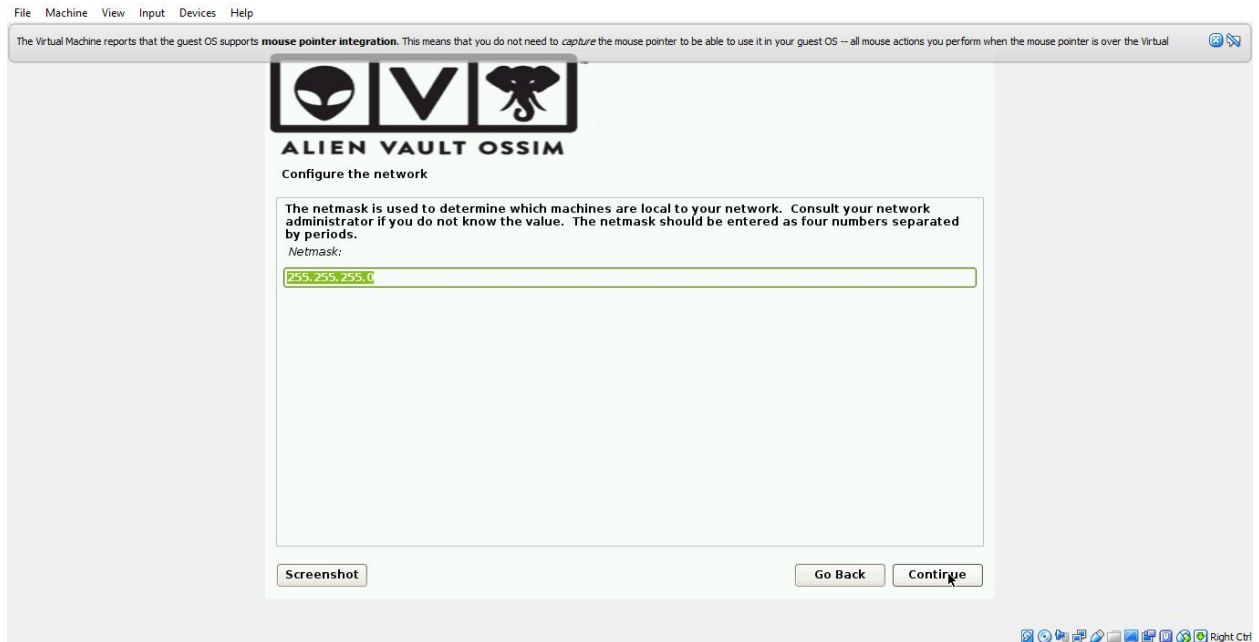 File Machine View Input Devices Help
The Virtual Machine reports that the guest OS supports mouse pointer integration. This means that you do not need to capture the mouse pointer to be able to use it in your guest OS -- all mouse actions you perform when the mouse pointer is over the Virtual
V
ALIEN VAULT OSSIM
Configure the network
The netmask is used to determine which machines are local to your network. Consult your network
administrator if you do not know the value. The netmask should be entered as four numbers separated
by periods.
Netmask:
255.255.255.0
Screenshot Go Back Continue
Right Ctrl